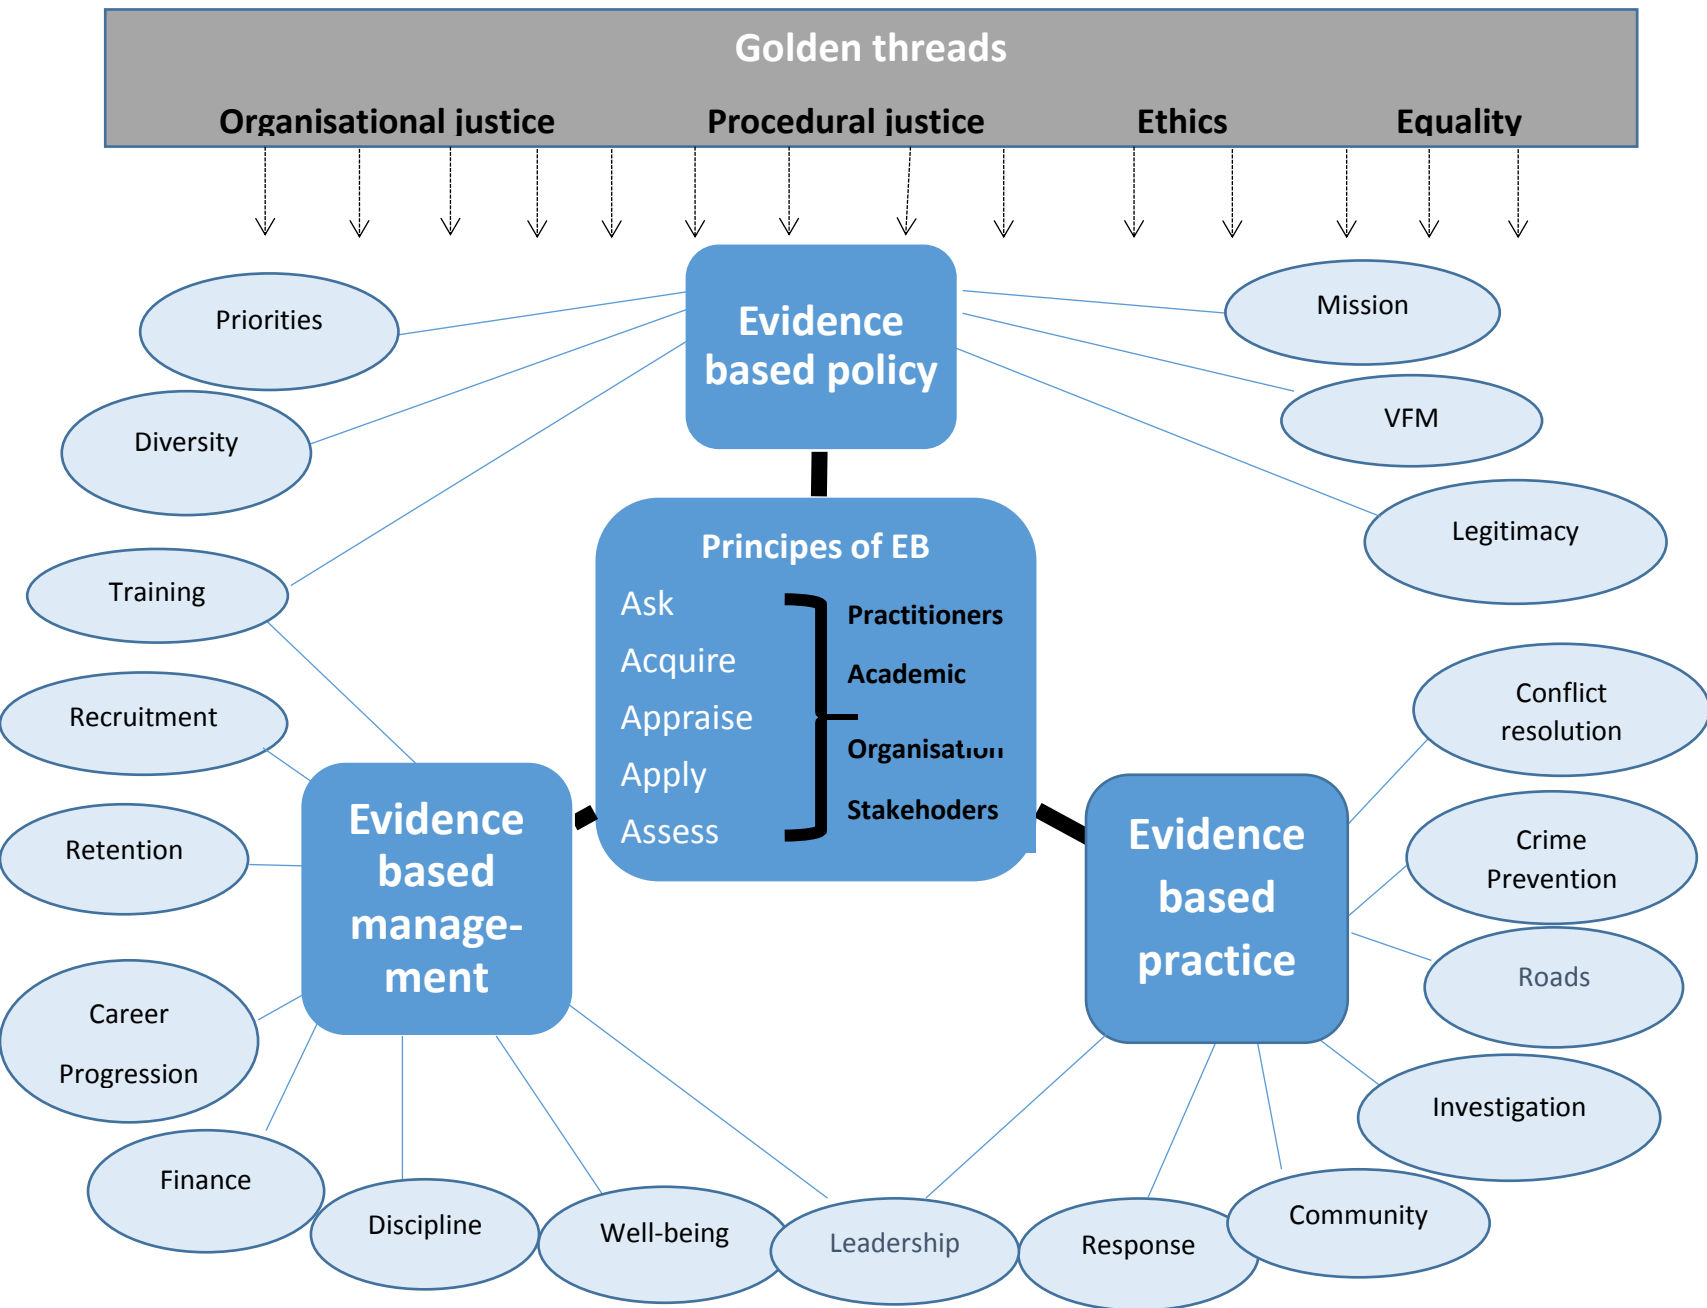 Golden threads
Organisational justice Procedural justice Ethics Equality
Evidence
based policy
Priorities
Diversity
Training
Mission
VFM
Legitimacy
Principes of EB
Ask
Acquire
Appraise
Apply
Assess
Practitioners
Academic
Organisation
Stakehoders
Recruitment
Retention
Career
Progression
Finance
Discipline
Well-being
Leadership
Evidence
based
manage-
ment
Evidence
based
practice
Conflict
resolution
Crime
Prevention
Roads
Investigation
Community
Response